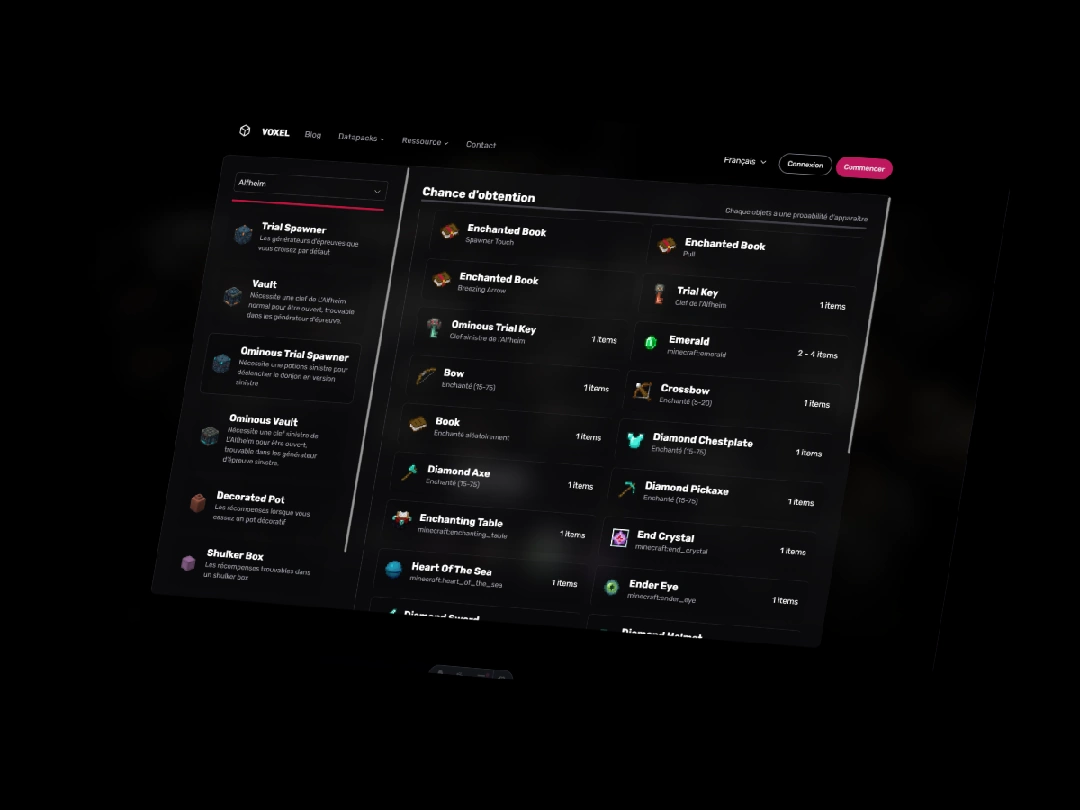 VOXEL
Blog
Datapacks
Ressource
Contact
Français
Connexion
Commencer
Alfheim
Trial Spawner
Les générateurs d'épreuves que
vous croisez par défaut
Vault
Nécessite une clef de L'Alfheim
normal pour être ouvert, trouvable
dans les générateur d'épreuve.
Ominous Trial Spawner
Nécessite une potions sinistre pour
déclencher le donjon en version
sinistre
Ominous Vault
Nécessite une clef sinistre de
L'Alfheim pour être ouvert,
trouvable dans les générateur
d'épreuve sinistre.
Decorated Pot
Les récompenses lorsque vous
cassez un pot décoratif
Shulker Box
Les récompenses trouvables dans
un shulker box
Chance d'obtention
Chaque objets a une probabilité d'apparaitre
Enchanted Book
Spawner Touch
Enchanted Book
Pull
Enchanted Book
Breezing Arrow
Trial Key
Clef de l'Alfheim
1 items
Ominous Trial Key
Clef sinistre de l'Alfheim
1 items
Emerald
minecraft:emerald
2 - 4 items
Bow
Enchanté (15-75)
1 items
Crossbow
Enchanté (5-20)
1 items
Book
Enchanté aléatoirement
1 items
Diamond Chestplate
Enchanté (15-75)
1 items
Diamond Axe
Enchanté (15-75)
1 items
Diamond Pickaxe
Enchanté (15-75)
1 items
Enchanting Table
minecraft:enchanting_table
1 items
End Crystal
minecraft:end_crystal
1 items
Heart Of The Sea
minecraft:heart_of_the_sea
1 items
Ender Eye
minecraft:ender_eye
1 items
Diamond Sword
Diamond Helmet